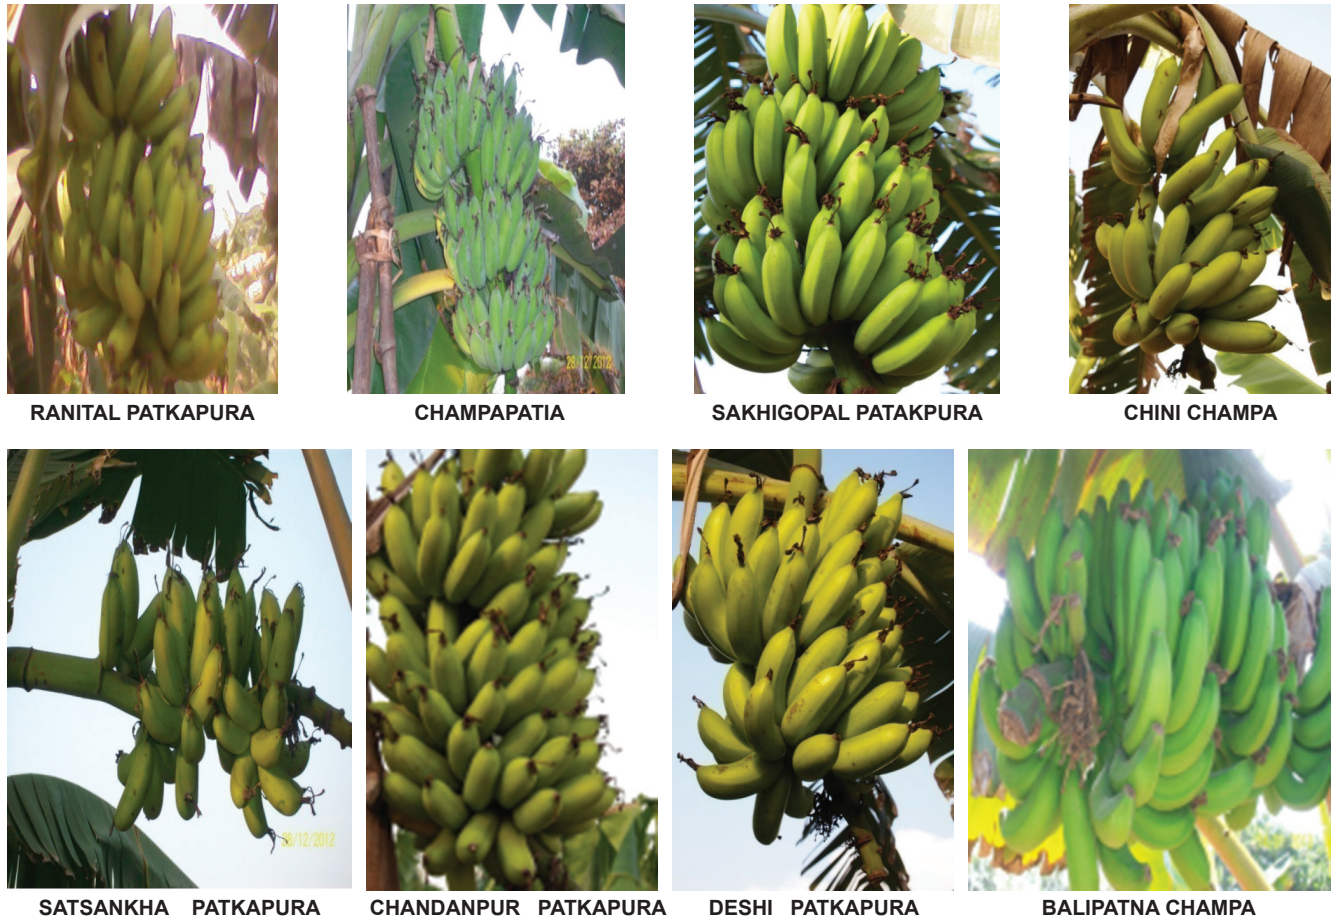 28/12/2012
RANITAL PATKAPURA
CHAMPAPATIA
SAKHIGOPAL PATAKPURA
CHINI CHAMPA
28/12/2012
SATSANKHA PATKAPURA
CHANDANPUR PATKAPURA
DESHI PATKAPURA
BALIPATNA CHAMPA